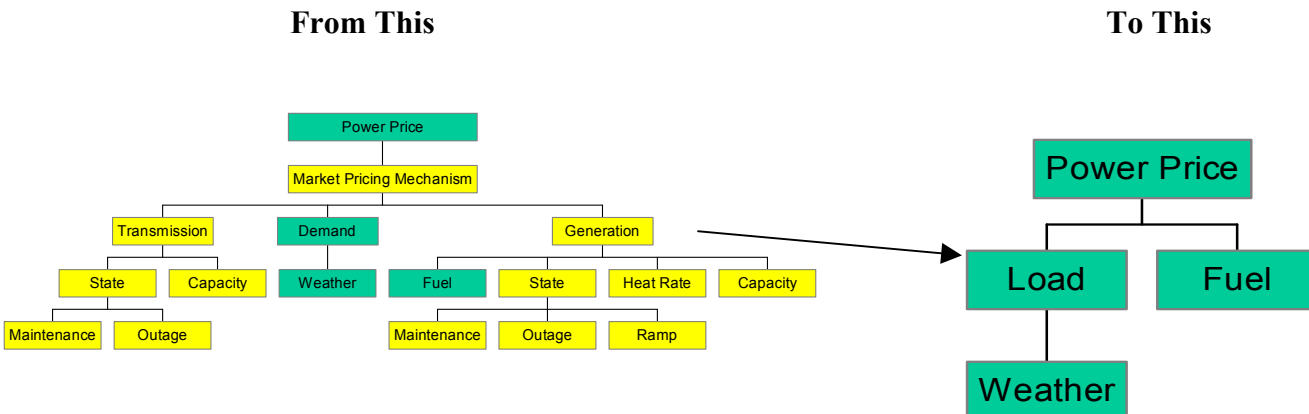 From This
To This
Power Price
Market Pricing Mechanism
Transmission
Demand
Generation
State
Capacity
Weather
Fuel
State
Heat Rate
Capacity
Maintenance
Outage
Maintenance
Outage
Ramp
Power Price
Load
Fuel
Weather